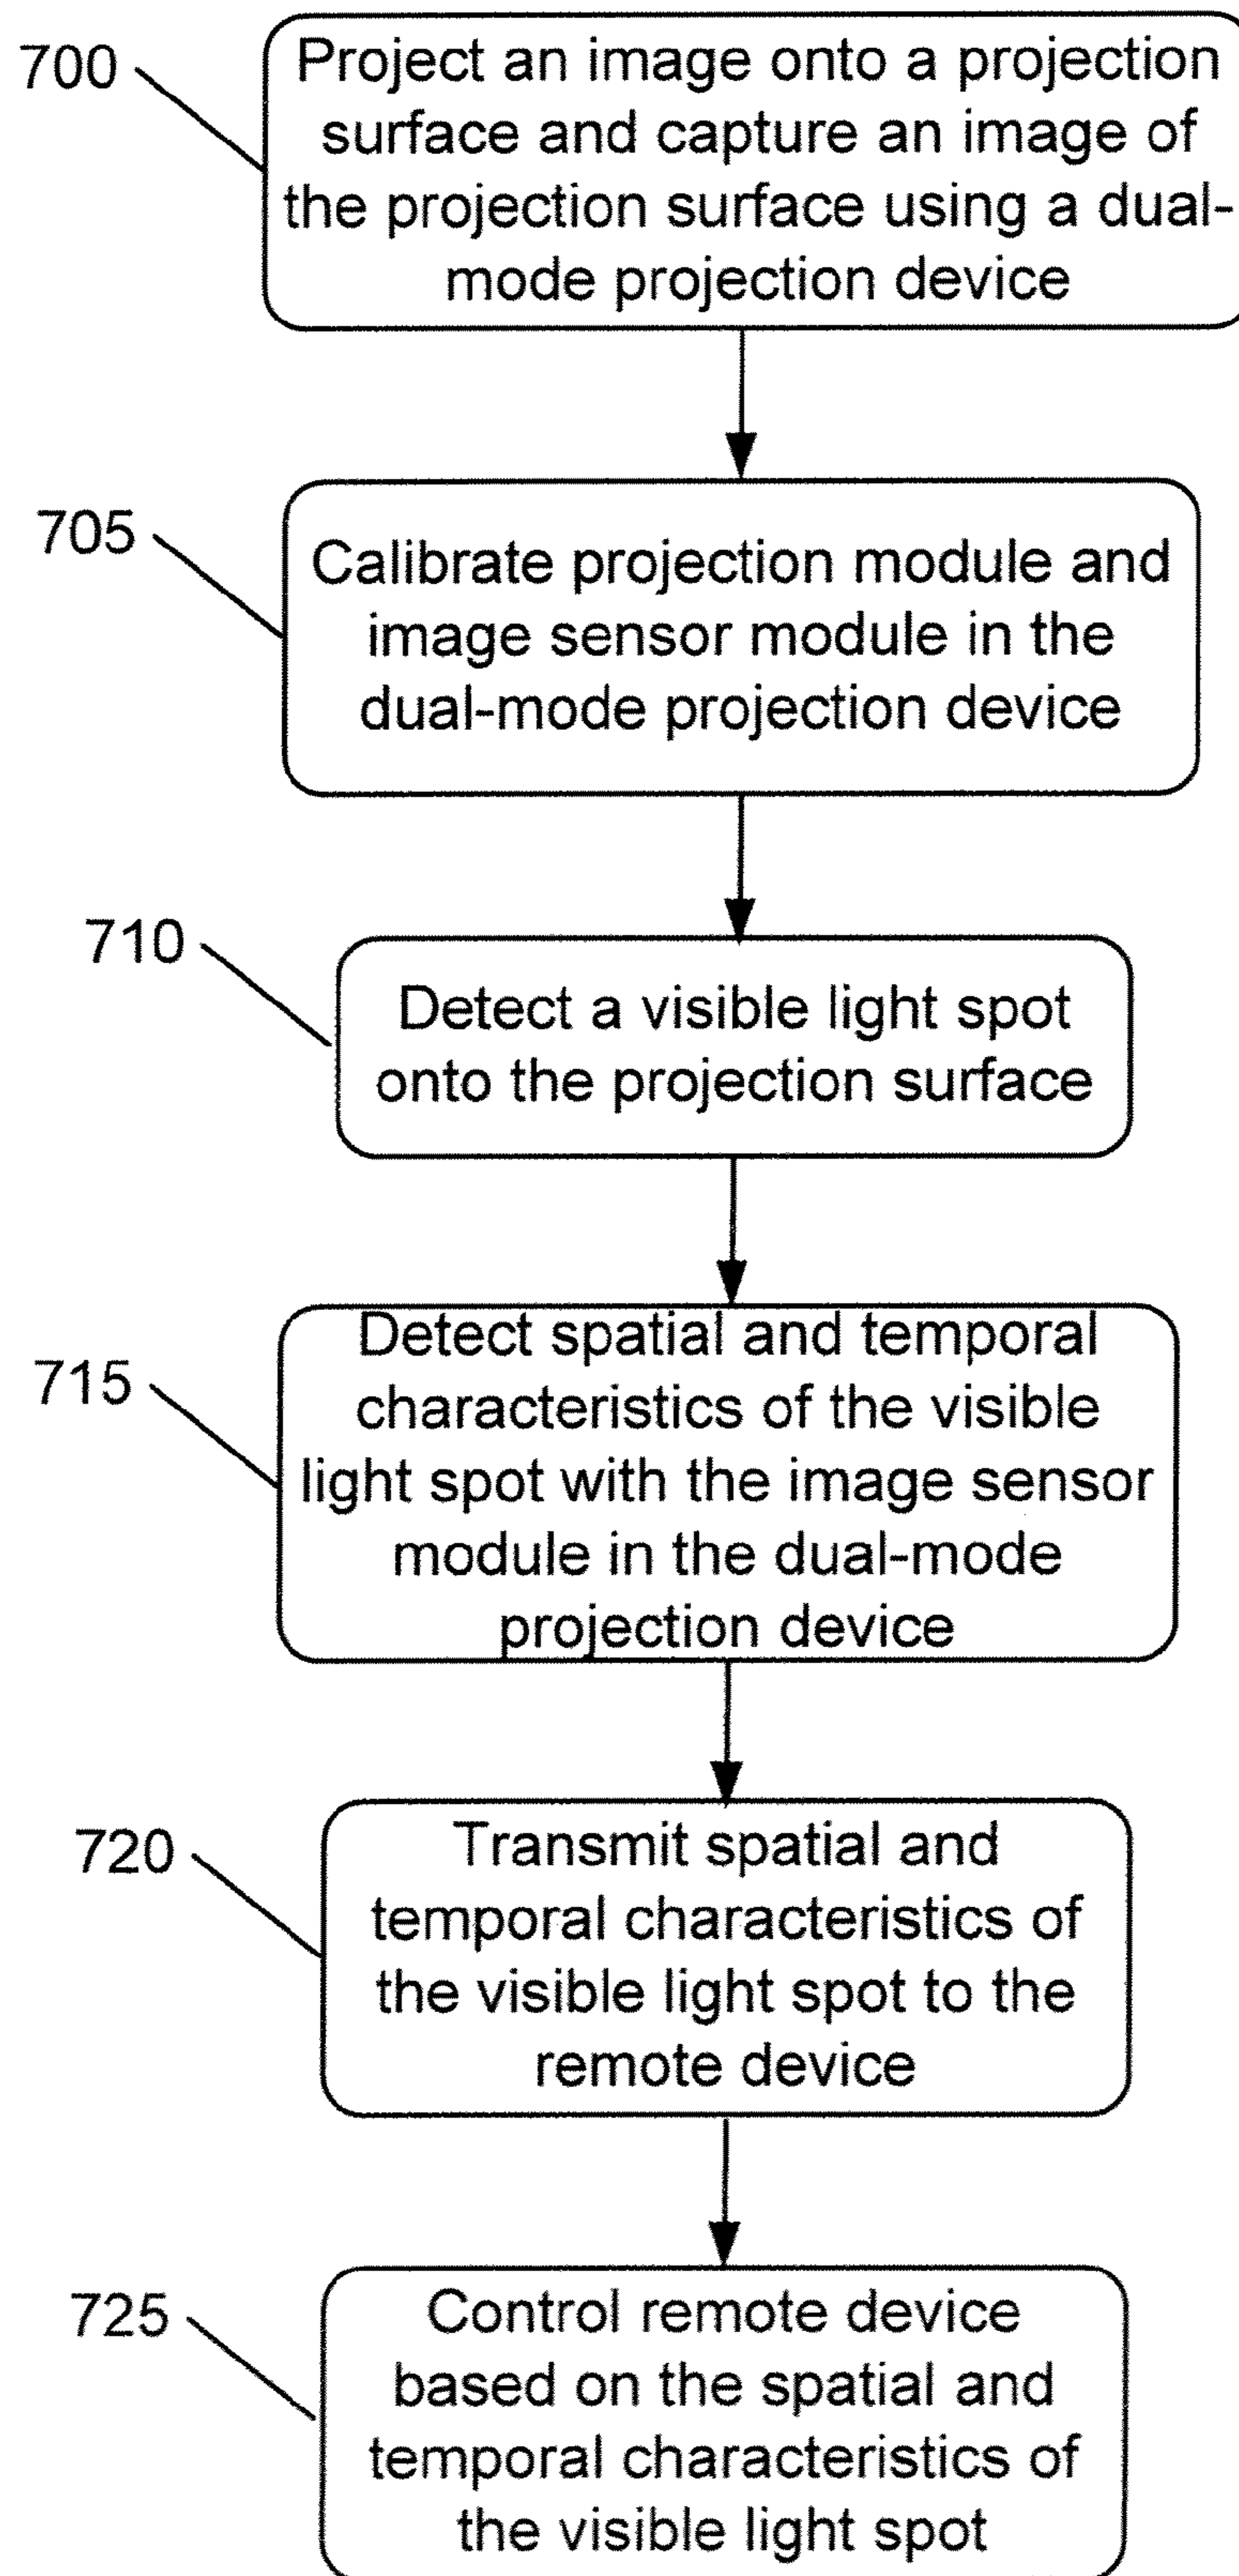 700
Project an image onto a projection
surface and capture an image of
the projection surface using a dual-
mode projection device
705
Calibrate projection module and
image sensor module in the
dual-mode projection device
710
Detect a visible light spot
onto the projection surface
715
Detect spatial and temporal
characteristics of the visible
light spot with the image sensor
module in the dual-mode
projection device
720
Transmit spatial and
temporal characteristics of
the visible light spot to the
remote device
725
Control remote device
based on the spatial and
temporal characteristics of
the visible light spot